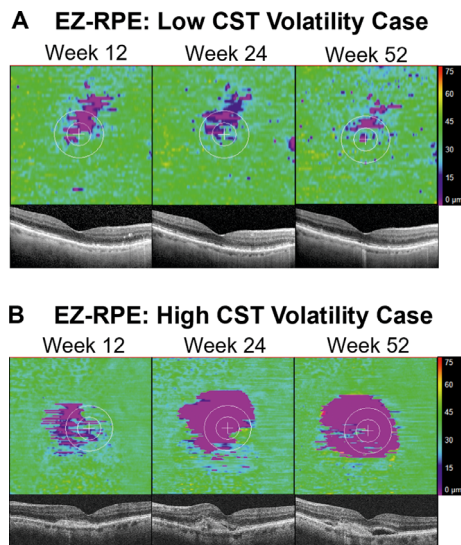 A EZ-RPE: Low CST Volatility Case
Week 12 Week 24 Week 52
75
60
45
30
15
0 μm
B EZ-RPE: High CST Volatility Case
Week 12 Week 24 Week 52
75
60
45
30
15
0 μm